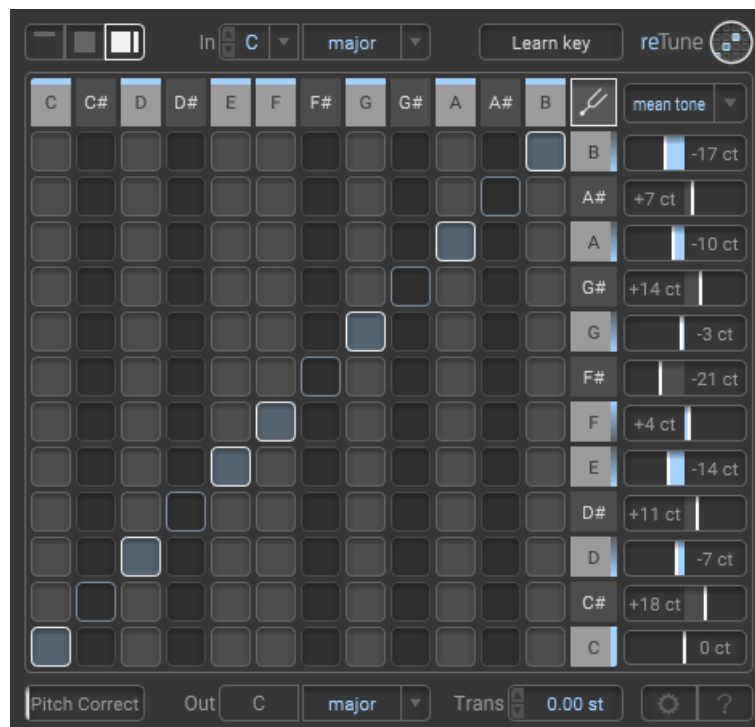 In C major Learn key reTune
C C# D D# E F F# G G# A A# B mean tone
B -17 ct
A# +7 ct
A -10 ct
G# +14 ct
G -3 ct
F# -21 ct
F +4 ct
E -14 ct
D# +11 ct
D -7 ct
C# +18 ct
C 0 ct
Pitch Correct Out C major Trans 0.00 st ?